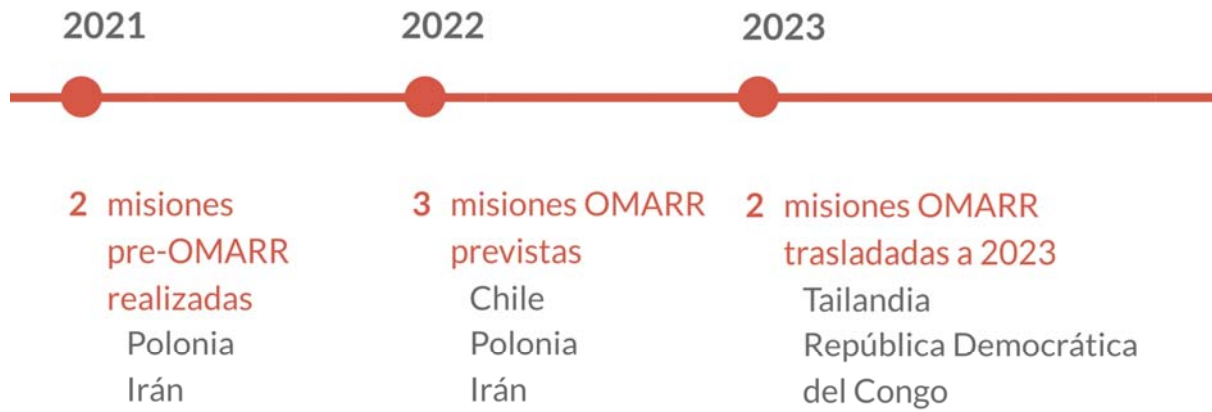 2021
2 misiones
pre-OMARR
realizadas
Polonia
Irán
2022
3 misiones OMARR
previstas
Chile
Polonia
Irán
2023
2 misiones OMARR
trasladadas a 2023
Tailandia
República Democrática
del Congo